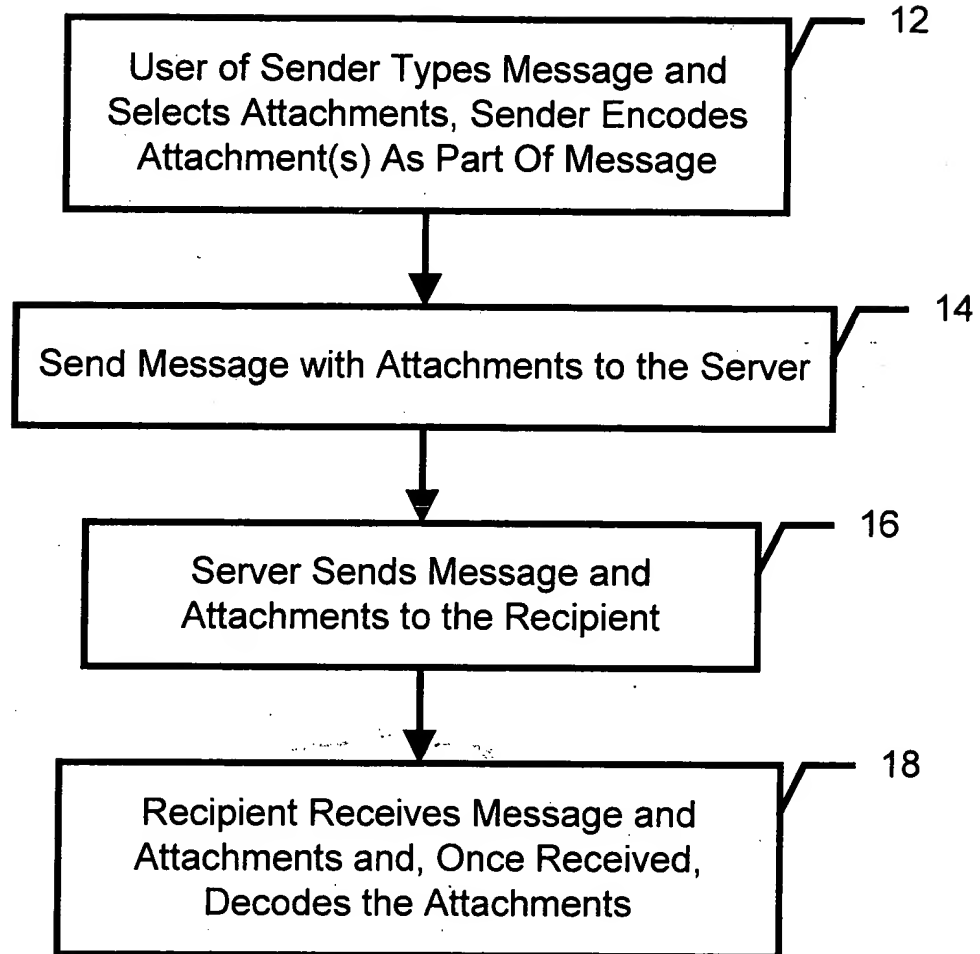 12
User of Sender Types Message and
Selects Attachments, Sender Encodes
Attachment(s) As Part Of Message
14
Send Message with Attachments to the Server
16
Server Sends Message and
Attachments to the Recipient
18
Recipient Receives Message and
Attachments and, Once Received,
Decodes the Attachments